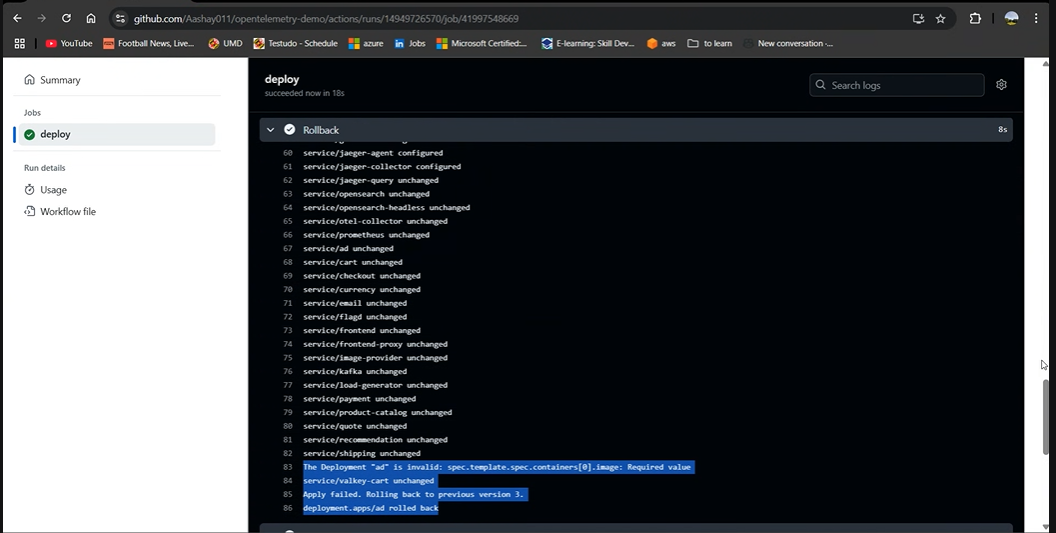 github.com/Aashay011/opentelemetry-demo/actions/runs/14949726570/job/41997548669
YouTube
Football News, Live...
UMD
Testudo - Schedule
azure
Jobs
Microsoft Certified:...
E-learning: Skill Dev...
aws
to learn
New conversation -...
Summary
Jobs
deploy
Run details
Usage
Workflow file
deploy
succeeded now in 18s
Search logs
Rollback
8s
60 service/jaeger-agent configured
61 service/jaeger-collector configured
62 service/jaeger-query unchanged
63 service/opensearch unchanged
64 service/opensearch-headless unchanged
65 service/otel-collector unchanged
66 service/prometheus unchanged
67 service/ad unchanged
68 service/cart unchanged
69 service/checkout unchanged
70 service/currency unchanged
71 service/email unchanged
72 service/flagd unchanged
73 service/frontend unchanged
74 service/frontend-proxy unchanged
75 service/image-provider unchanged
76 service/kafka unchanged
77 service/load-generator unchanged
78 service/payment unchanged
79 service/product-catalog unchanged
80 service/quote unchanged
81 service/recommendation unchanged
82 service/shipping unchanged
83 The Deployment "ad" is invalid: spec.template.spec.containers[0].image: Required value
84 service/valkey-cart unchanged
85 Apply failed. Rolling back to previous version 3.
86 deployment.apps/ad rolled back